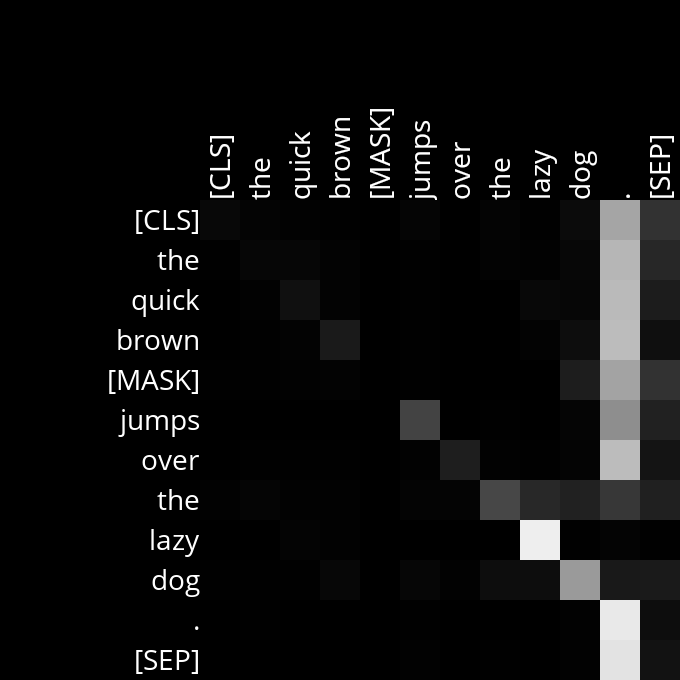 [CLS] the quick brown [MASK] jumps over the lazy dog . [SEP]
[CLS]
the
quick
brown
[MASK]
jumps
over
the
lazy
dog
.
[SEP]